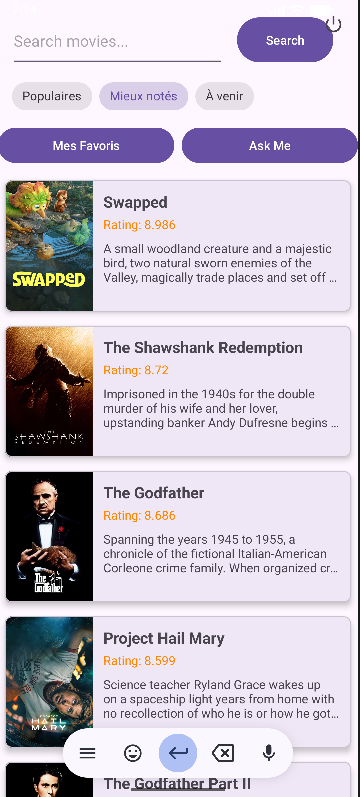 Search movies...
Search
Populaires
Mieux notés
À venir
Mes Favoris
Ask Me
Swapped
Rating: 8.986
A small woodland creature and a majestic
bird, two natural sworn enemies of the
Valley, magically trade places and set off ...
SWAPPED
The Shawshank Redemption
Rating: 8.72
Imprisoned in the 1940s for the double
murder of his wife and her lover,
upstanding banker Andy Dufresne begins ...
THE
SHAWSHANK
REDEMPTION
The Godfather
Rating: 8.686
Spanning the years 1945 to 1955, a
chronicle of the fictional Italian-American
Corleone crime family. When organized cr...
The
Godfather
Project Hail Mary
Rating: 8.599
Science teacher Ryland Grace wakes up
on a spaceship light years from home with
no recollection of who he is or how he got...
HAIL
MARY
The Godfather Part II